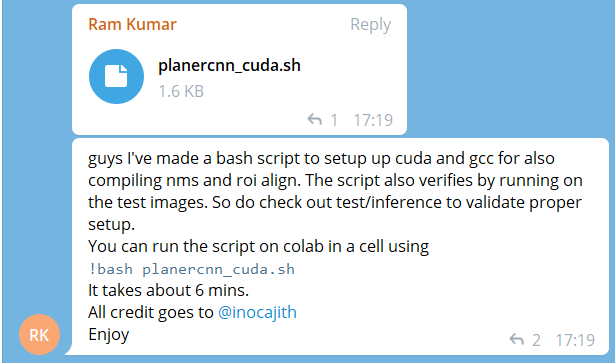 Ram Kumar Reply
planercnn_cuda.sh
1.6 KB
1 17:19
guys I've made a bash script to setup up cuda and gcc for also
compiling nms and roi align. The script also verifies by running on
the test images. So do check out test/inference to validate proper
setup.
You can run the script on colab in a cell using
!bash planercnn_cuda.sh
It takes about 6 mins.
All credit goes to @inocajith
Enjoy
RK
2 17:19